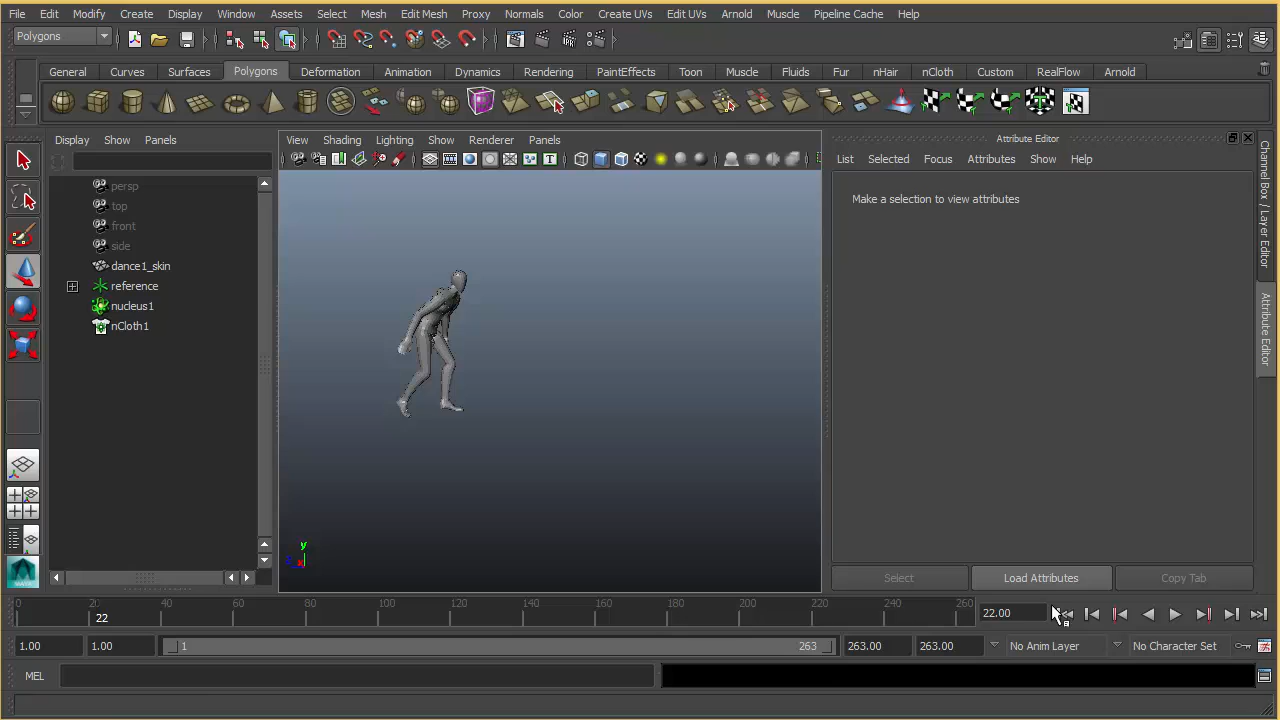 File Edit Modify Create Display Window Assets Select Mesh Edit Mesh Proxy Normals Color Create UVs Edit UVs Arnold Muscle Pipeline Cache Help
Polygons
General Curves Surfaces Polygons Deformation Animation Dynamics Rendering PaintEffects Toon Muscle Fluids Fur nHair nCloth Custom RealFlow Arnold
Display Show Panels
View Shading Lighting Show Renderer Panels
Attribute Editor
List Selected Focus Attributes Show Help
Make a selection to view attributes
persp
top
front
side
dance1_skin
reference
nucleus1
nCloth1
Channel Box / Layer Editor
Attribute Editor
y
x
Select Load Attributes Copy Tab
0 20 40 60 80 100 120 140 160 180 200 220 240 260
22
22.00
1.00 1.00 1 263 263.00 263.00 No Anim Layer No Character Set
MEL